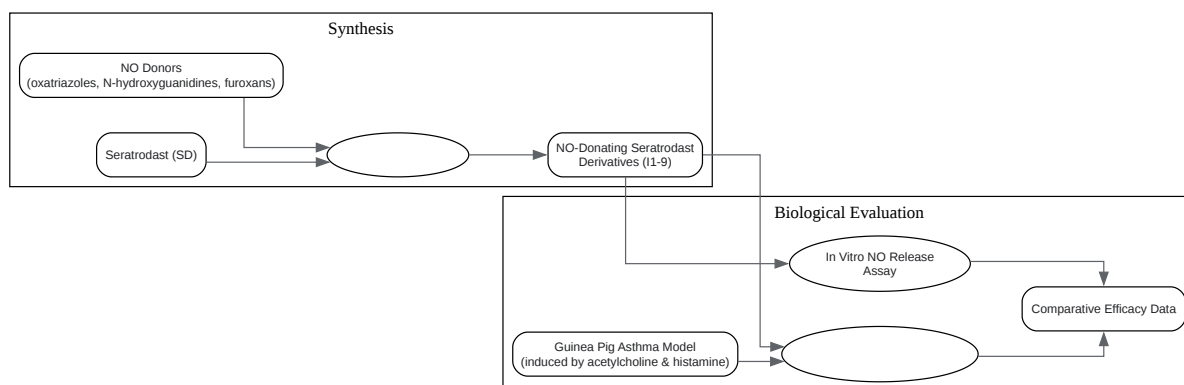 Synthesis
NO Donors
(oxatriazoles, N-hydroxyguanidines, furoxans)
Seratrodast (SD)
NO-Donating Seratrodast
Derivatives (I1-9)
Biological Evaluation
In Vitro NO Release
Assay
Comparative Efficacy Data
Guinea Pig Asthma Model
(induced by acetylcholine & histamine)